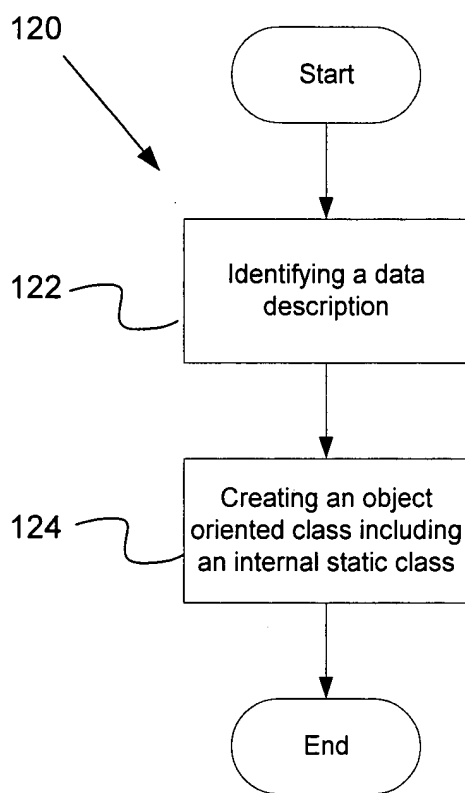 120
Start
122
Identifying a data
description
124
Creating an object
oriented class including
an internal static class
End